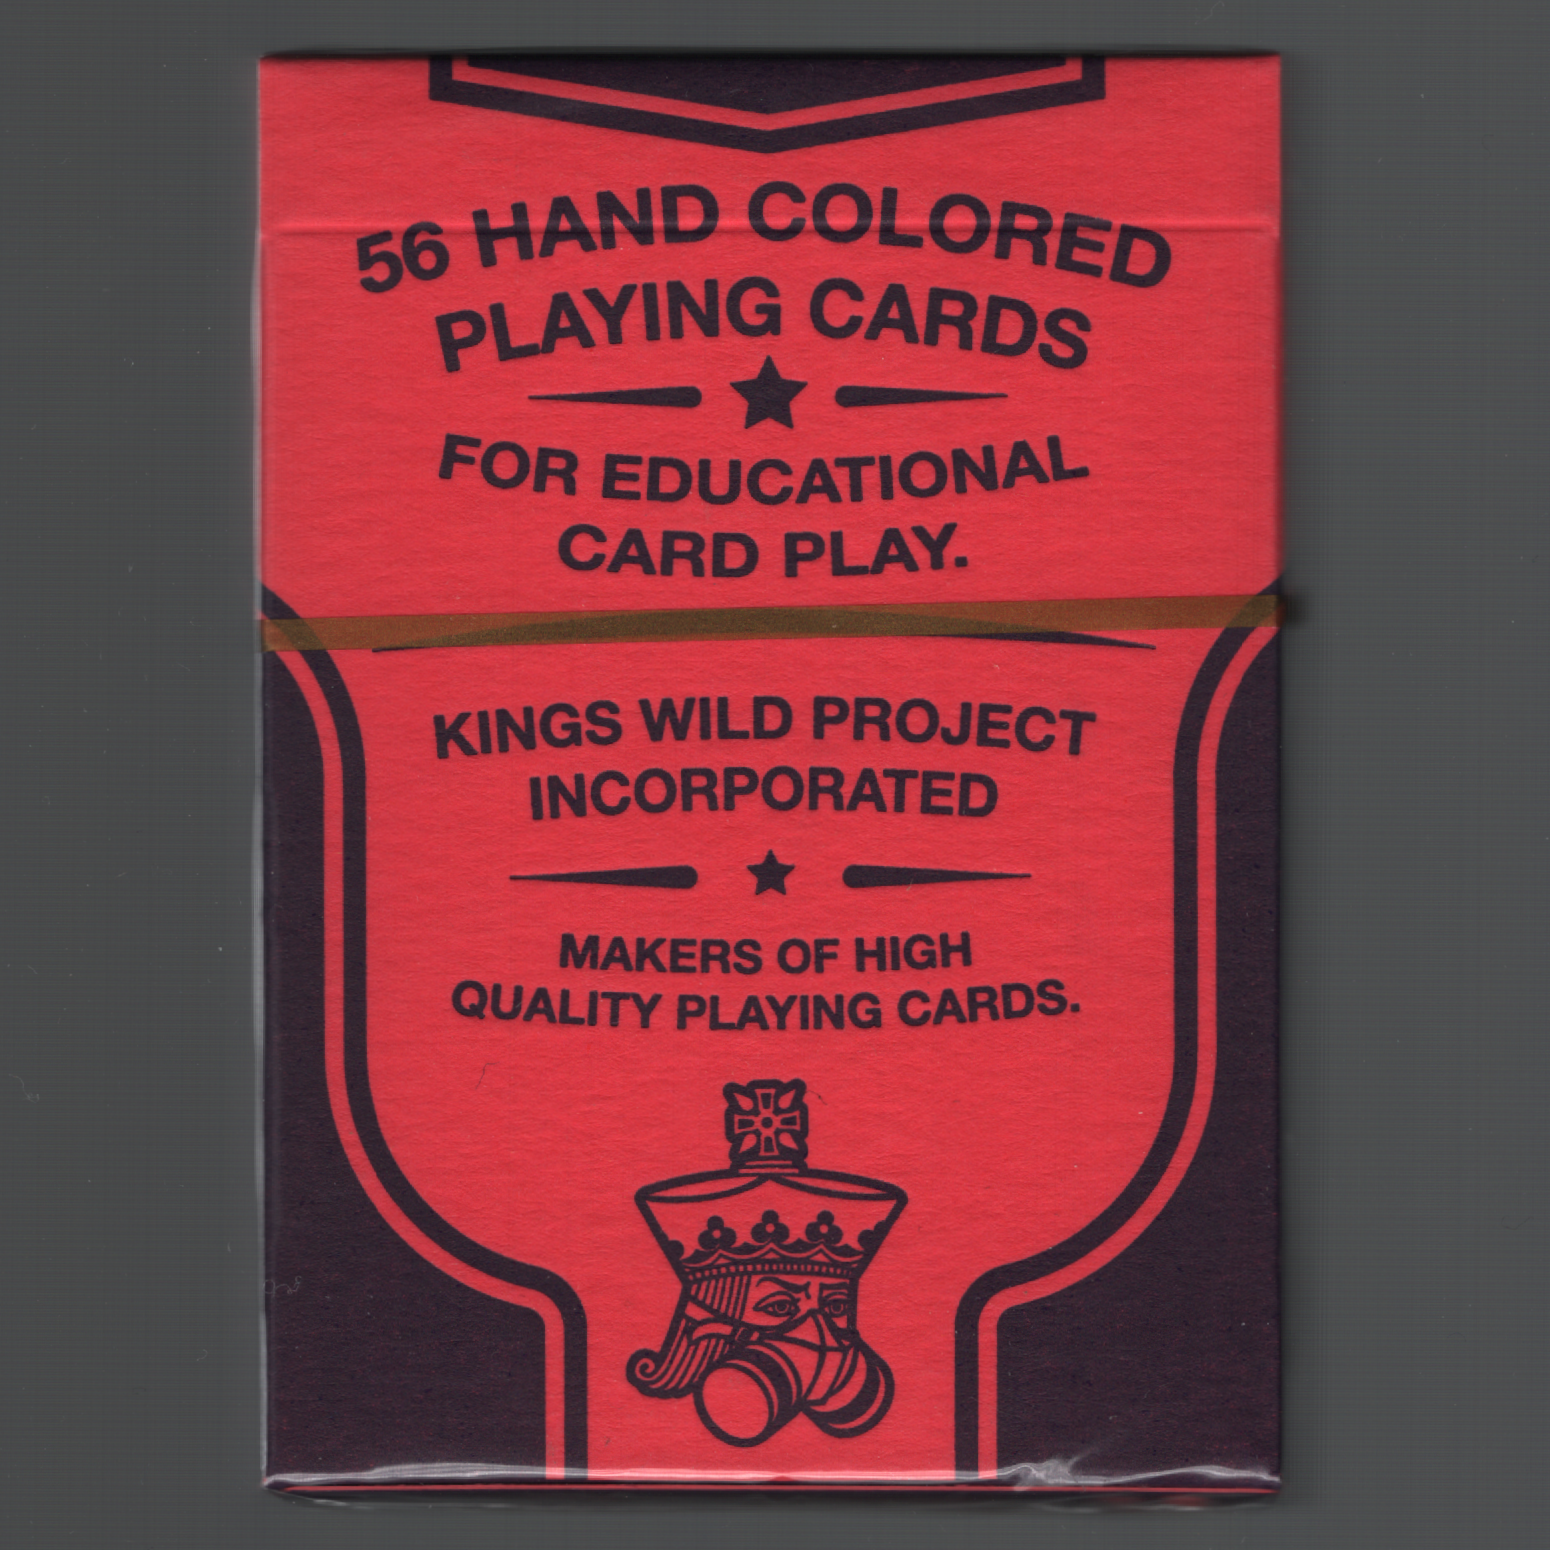 56 HAND COLORED
PLAYING CARDS
FOR EDUCATIONAL
CARD PLAY.
KINGS WILD PROJECT
INCORPORATED
MAKERS OF HIGH
QUALITY PLAYING CARDS.